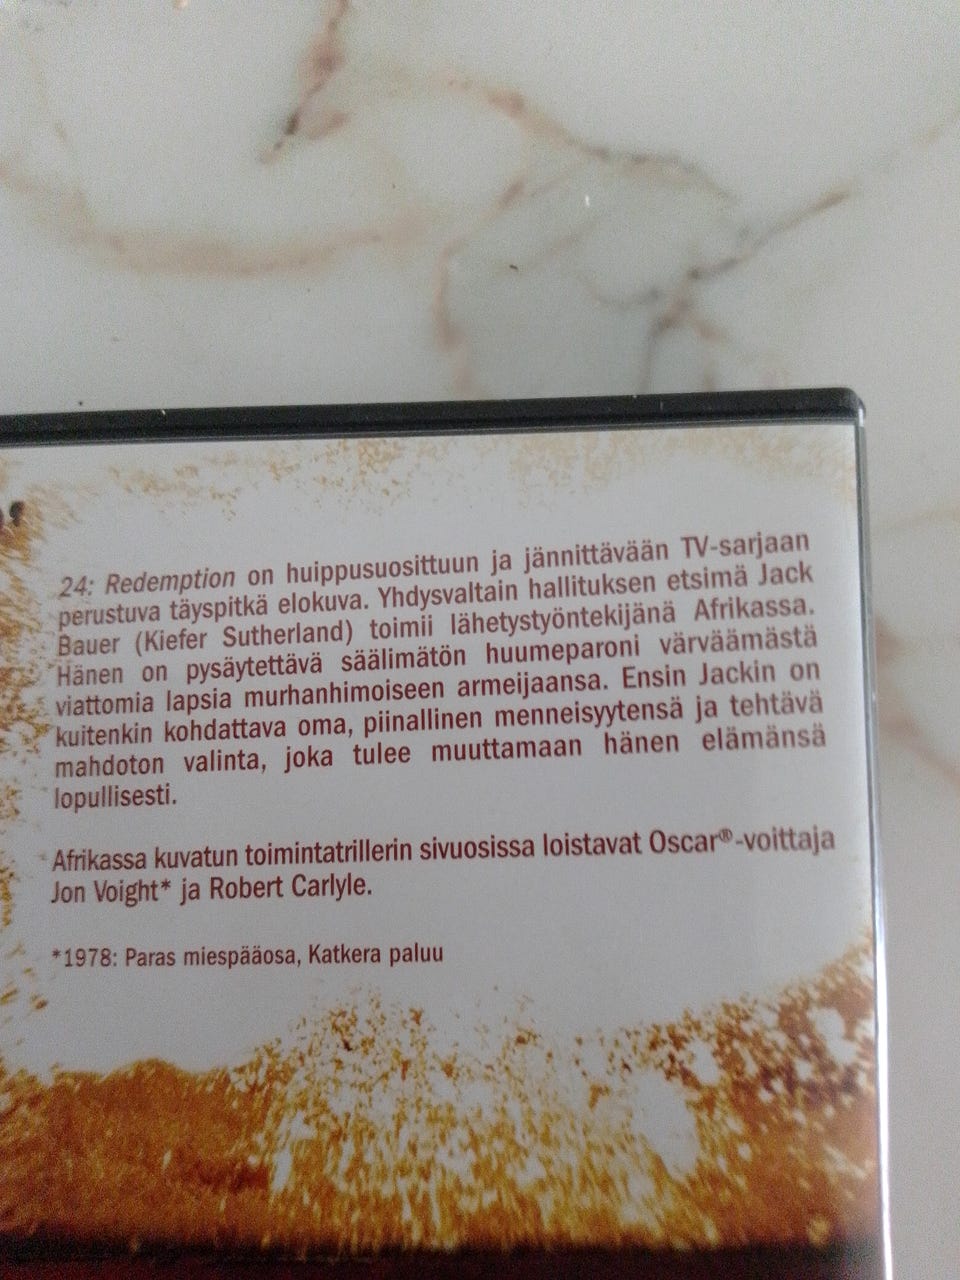 24: Redemption on huippusuosittuun ja jännittävään TV-sarjaan
perustuva täyspitkä elokuva. Yhdysvaltain hallituksen etsimä Jack
Bauer (Kiefer Sutherland) toimii lähetystyöntekijänä Afrikassa.
Hänen on pysäytettävä säälimätön huumeparoni värväämästä
viattomia lapsia murhanhimoiseen armeijaansa. Ensin Jackin on
kuitenkin kohdattava oma, piinallinen menneisyytensä ja tehtävä
mahdoton valinta, joka tulee muuttamaan hänen elämänsä
lopullisesti.
Afrikassa kuvatun toimintatrillerin sivuosissa loistavat Oscar®-voittaja
Jon Voight* ja Robert Carlyle.
*1978: Paras miespääosa, Katkera paluu